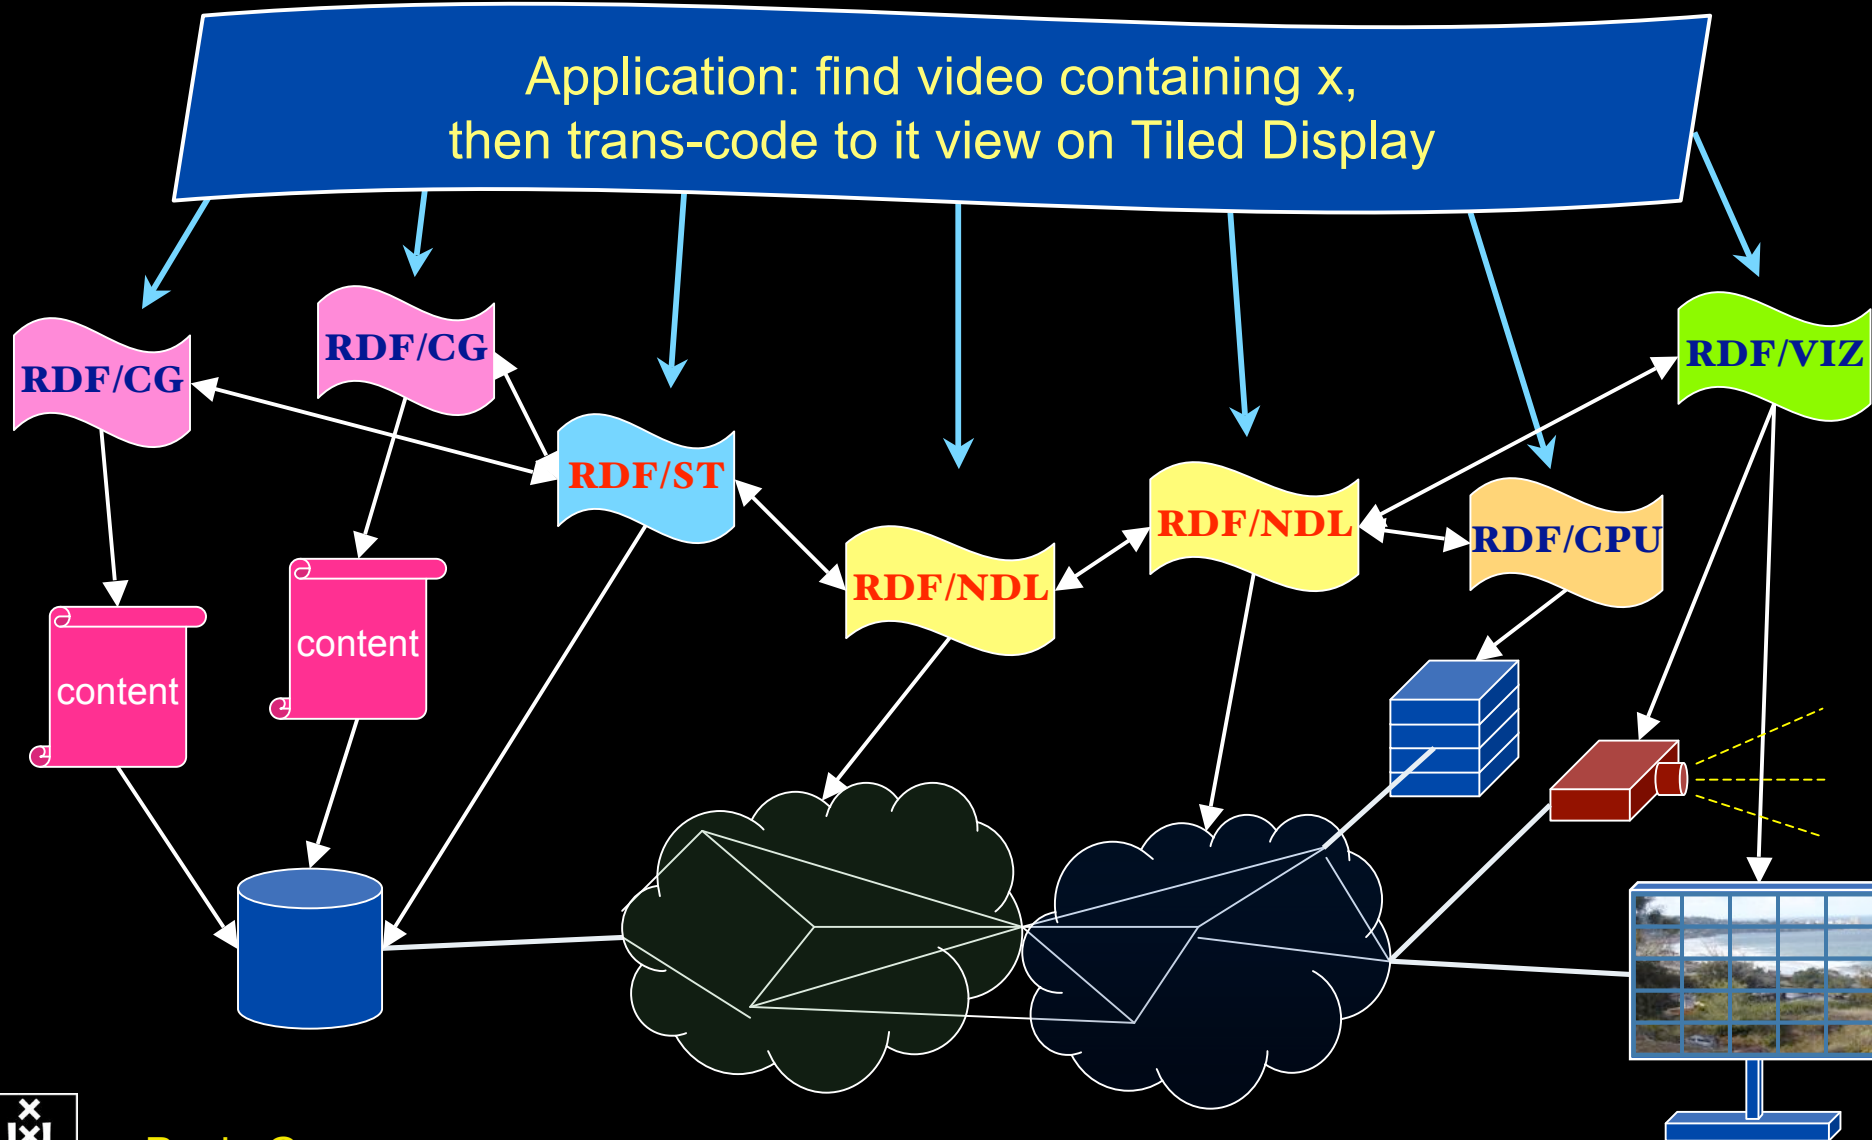 Application: find video containing x,
then trans-code to it view on Tiled Display
RDF/CG
RDF/CG
RDF/VIZ
RDF/ST
RDF/NDL
RDF/CPU
RDF/NDL
content
content